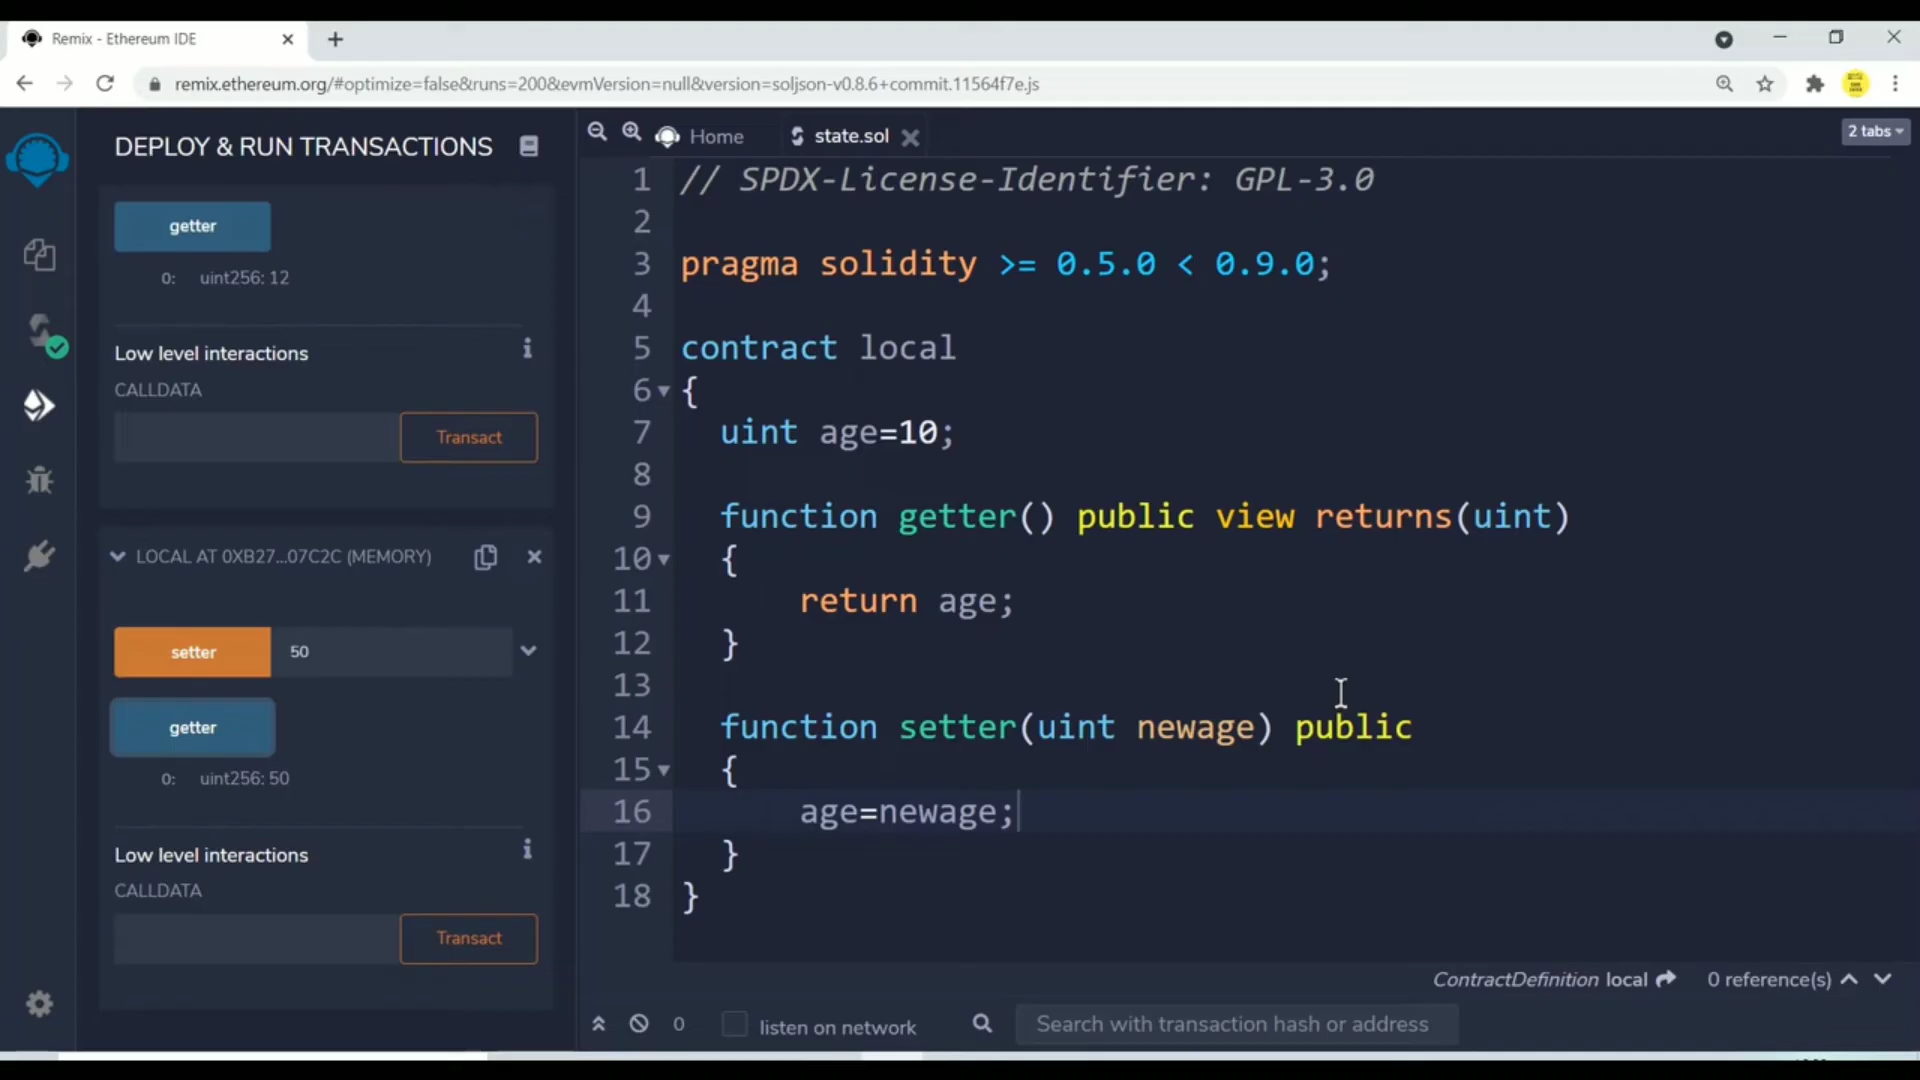 Remix - Ethereum IDE
remix.ethereum.org/#optimize=false&runs=200&evmVersion=null&version=soljson-v0.8.6+commit.11564f7e.js
DEPLOY & RUN TRANSACTIONS
getter
0: uint256: 12
Low level interactions
CALLDATA
Transact
LOCAL AT 0XB27...07C2C (MEMORY)
setter 50
getter
0: uint256: 50
Low level interactions
CALLDATA
Transact
Home state.sol 2 tabs
1 // SPDX-License-Identifier: GPL-3.0
2
3 pragma solidity >= 0.5.0 < 0.9.0;
4
5 contract local
6 {
7 uint age=10;
8
9 function getter() public view returns(uint)
10 {
11 return age;
12 }
13
14 function setter(uint newage) public
15 {
16 age=newage;
17 }
18 }
ContractDefinition local 0 reference(s)
0 listen on network Search with transaction hash or address